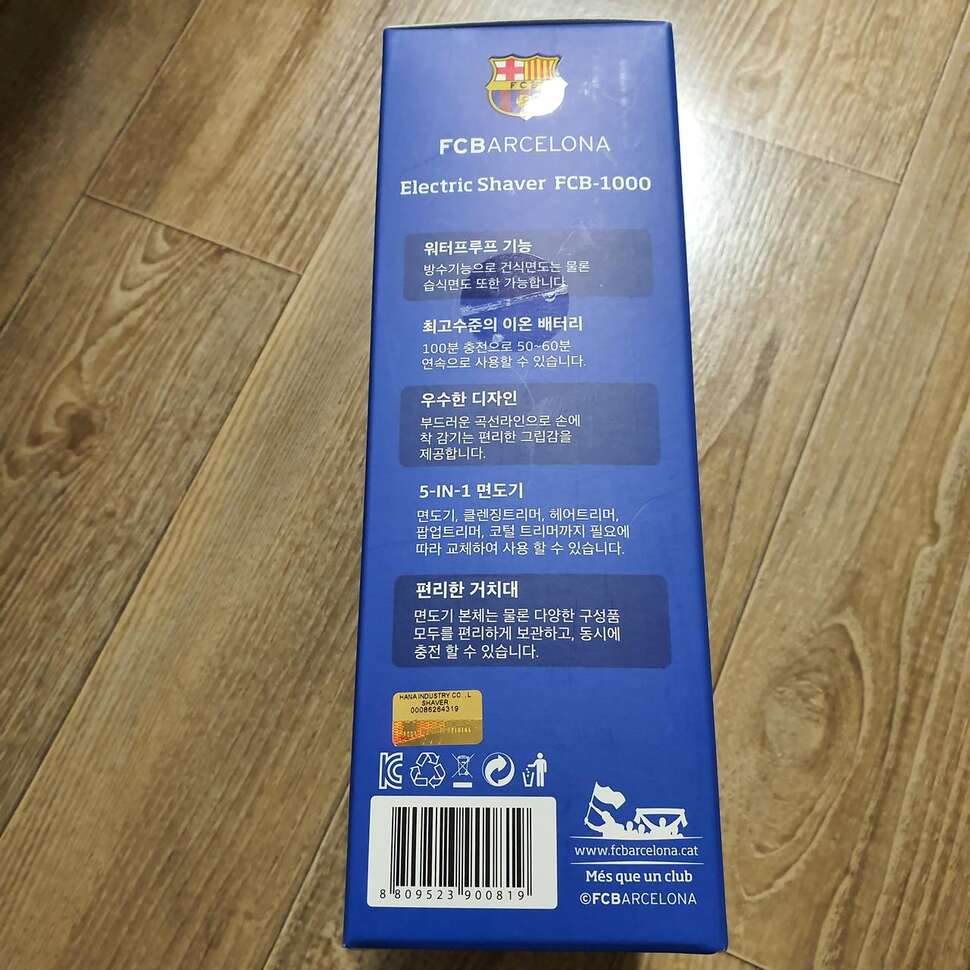 FCB
FCBARCELONA
Electric Shaver FCB-1000
워터프루프 기능
방수기능으로 건식면도는 물론
습식면도 또한 가능합니다.
최고수준의 이온 배터리
100분 충전으로 50~60분
연속으로 사용할 수 있습니다.
우수한 디자인
부드러운 곡선라인으로 손에
착 감기는 편리한 그립감을
제공합니다.
5-IN-1 면도기
면도기, 클렌징트리머, 헤어트리머,
팝업트리머, 코털 트리머까지 필요에
따라 교체하여 사용 할 수 있습니다.
편리한 거치대
면도기 본체는 물론 다양한 구성품
모두를 편리하게 보관하고, 동시에
충전 할 수 있습니다.
HANA INDUSTRY CO .,L
SHAVER
00086264319
8 809523 900819
www.fcbarcelona.cat
Més que un club
©FCBARCELONA